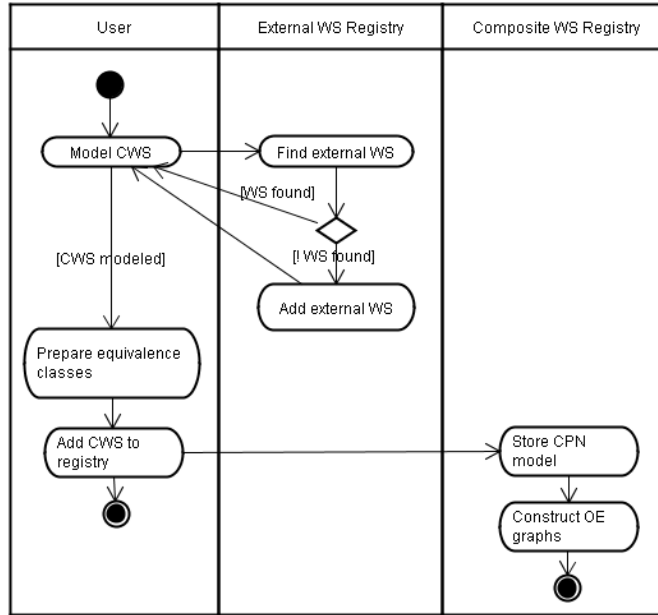 User
External WS Registry
Composite WS Registry
Model CWS
Find external WS
[WS found]
[CWS modeled]
[! WS found]
Add external WS
Prepare equivalence
classes
Add CWS to
registry
Store CPN
model
Construct OE
graphs